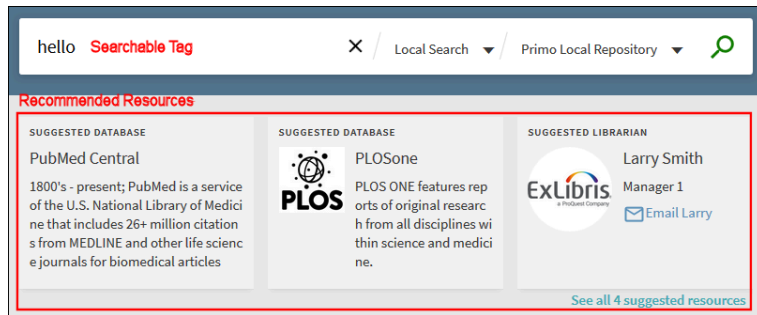 hello Searchable Tag Local Search Primo Local Repository
Recommended Resources
SUGGESTED DATABASE
PubMed Central
1800's - present; PubMed is a service
of the U.S. National Library of Medici
ne that includes 26+ million citation
s from MEDLINE and other life scienc
e journals for biomedical articles
SUGGESTED DATABASE
PLOS
PLOSone
PLOS ONE features rep
orts of original researc
h from all disciplines wi
thin science and medici
ne.
SUGGESTED LIBRARIAN
ExLibris
a ProQuest Company
Larry Smith
Manager 1
Email Larry
See all 4 suggested resources